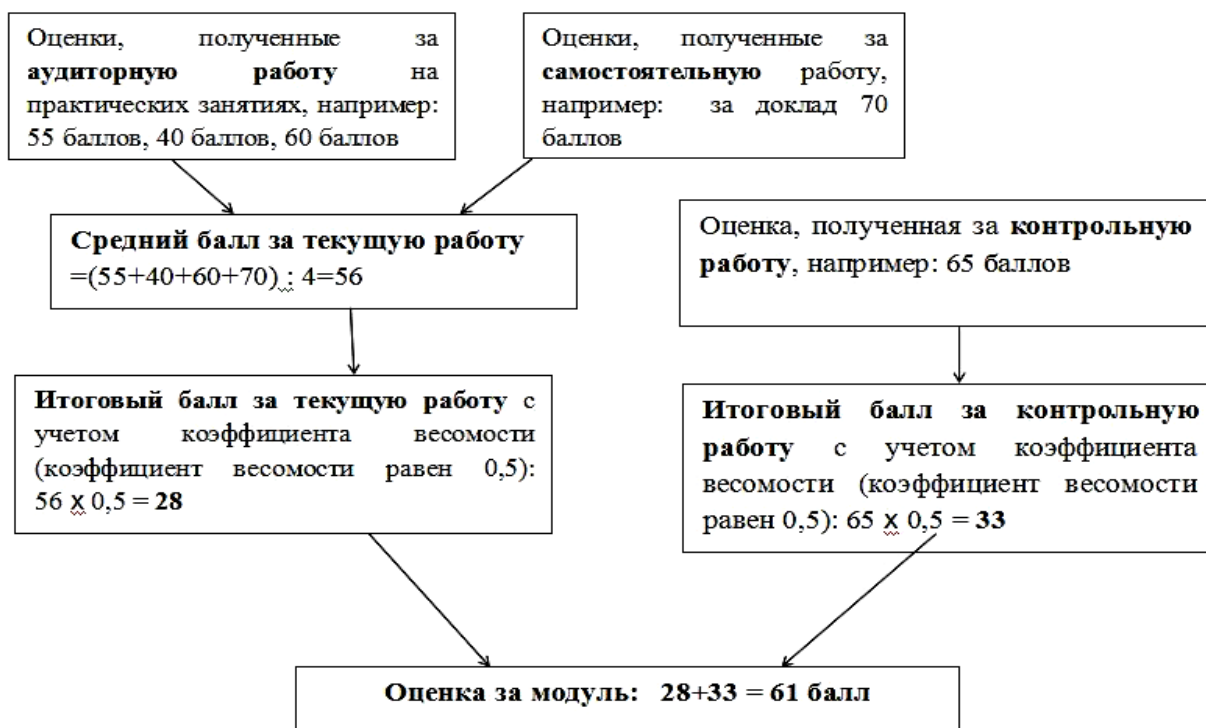 Оценки, полученные за
аудиторную работу на
практических занятиях, например:
55 баллов, 40 баллов, 60 баллов
Оценки, полученные за
самостоятельную работу,
например: за доклад 70
баллов
Средний балл за текущую работу
=(55+40+60+70) : 4=56
Оценка, полученная за контрольную
работу, например: 65 баллов
Итоговый балл за текущую работу с
учетом коэффициента весомости
(коэффициент весомости равен 0,5):
56 х 0,5 = 28
Итоговый балл за контрольную
работу с учетом коэффициента
весомости (коэффициент весомости
равен 0,5): 65 х 0,5 = 33
Оценка за модуль: 28+33 = 61 балл